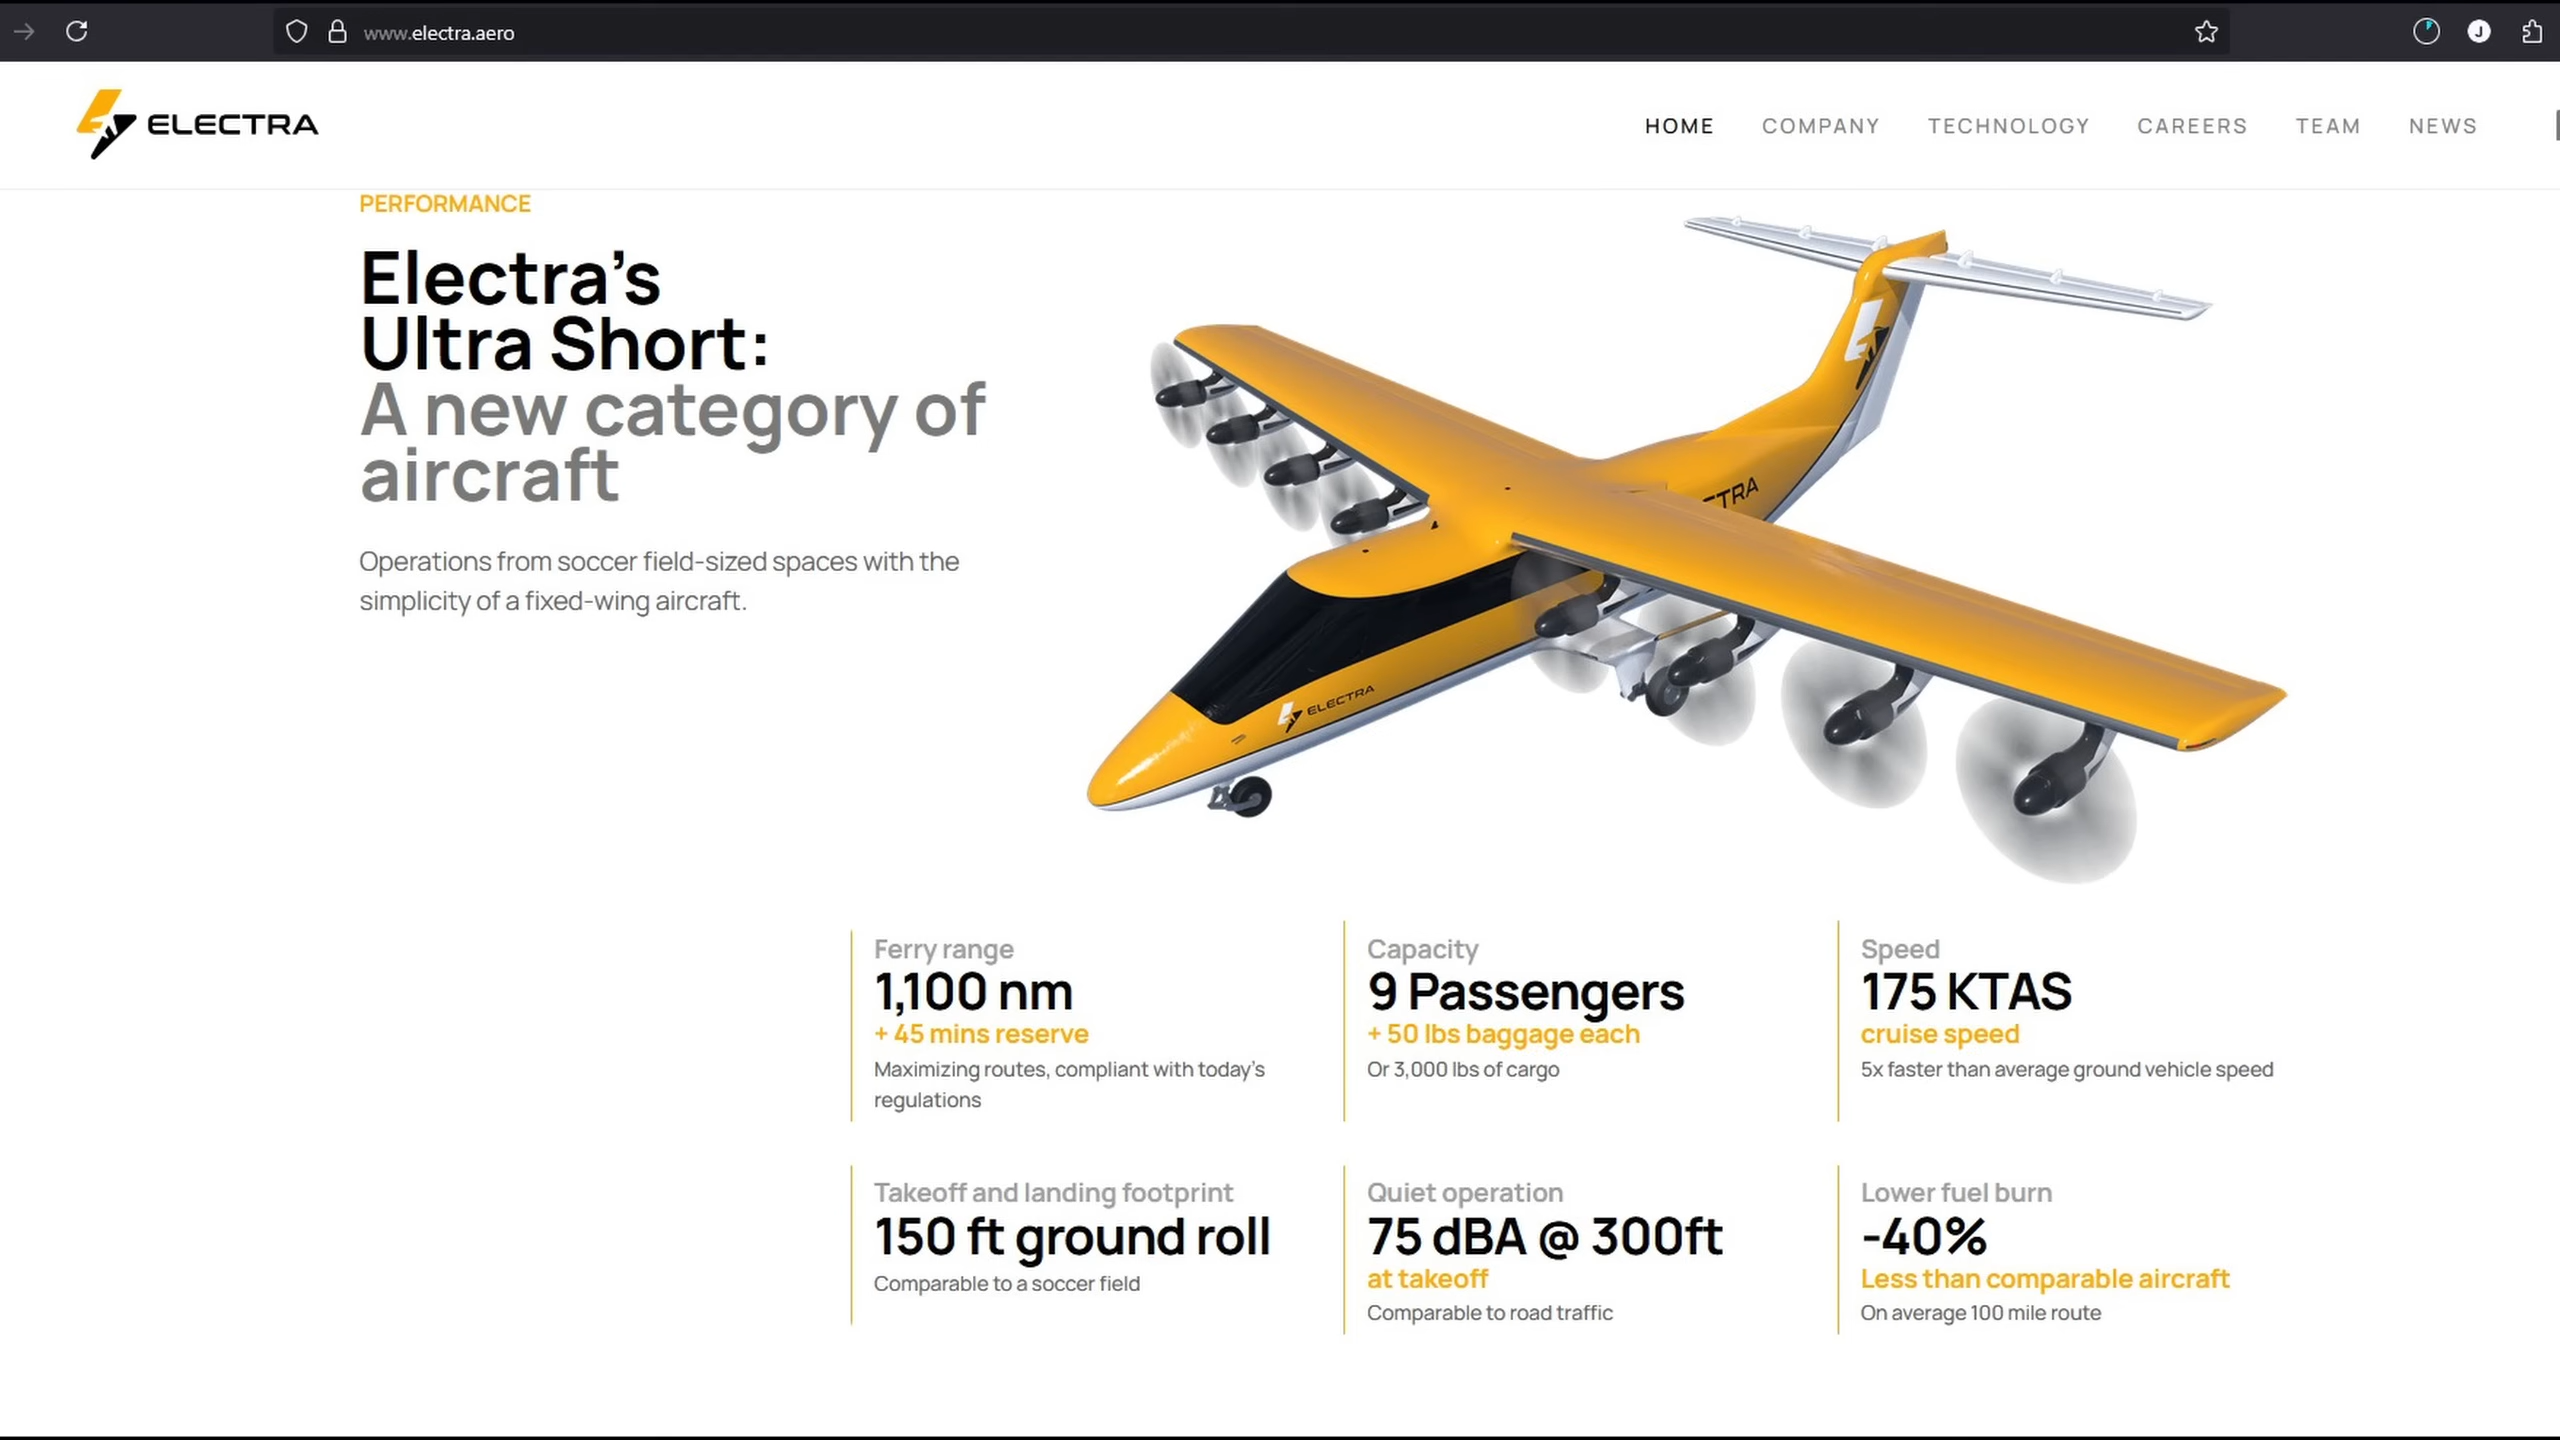 www.electra.aero
J
ELECTRA
HOME COMPANY TECHNOLOGY CAREERS TEAM NEWS
PERFORMANCE
Electra’s
Ultra Short:
A new category of
aircraft
Operations from soccer field-sized spaces with the
simplicity of a fixed-wing aircraft.
CTRA
ELECTRA
Ferry range
1,100 nm
+ 45 mins reserve
Maximizing routes, compliant with today’s
regulations
Capacity
9 Passengers
+ 50 lbs baggage each
Or 3,000 lbs of cargo
Speed
175 KTAS
cruise speed
5x faster than average ground vehicle speed
Takeoff and landing footprint
150 ft ground roll
Comparable to a soccer field
Quiet operation
75 dBA @ 300ft
at takeoff
Comparable to road traffic
Lower fuel burn
-40%
Less than comparable aircraft
On average 100 mile route